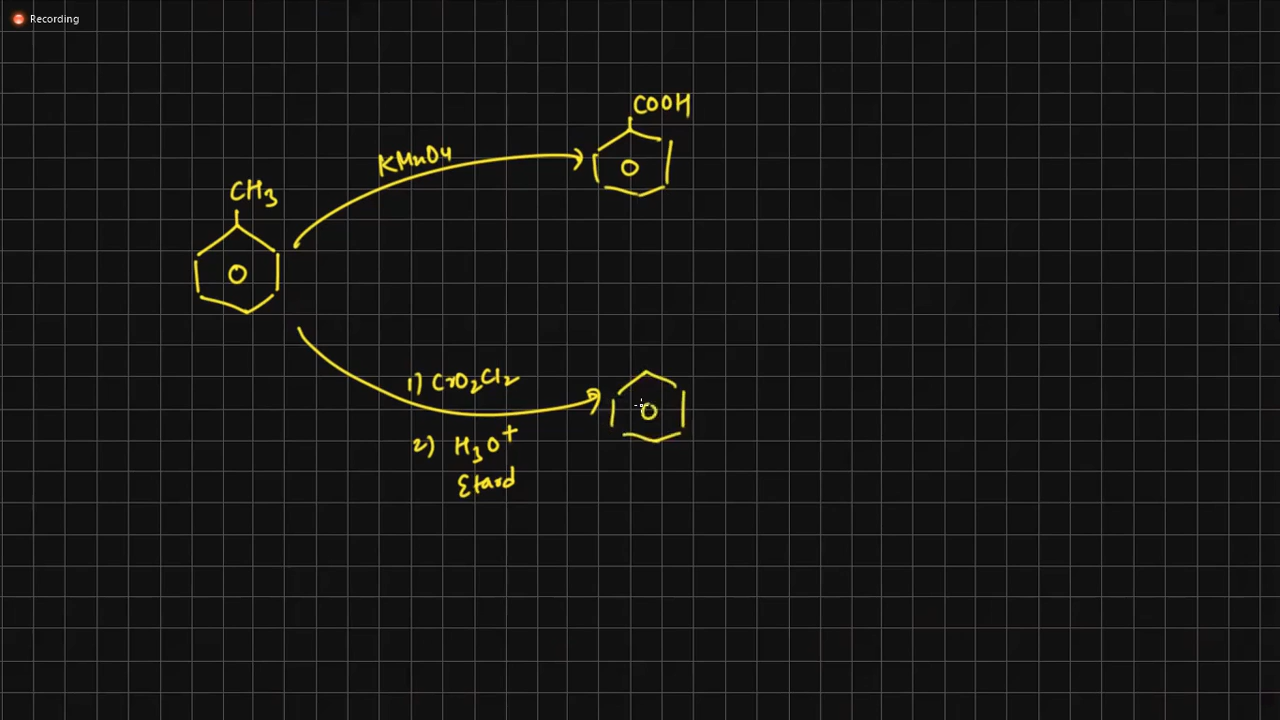 Recording
COOH
KMnO4
CH3
1) CrO2Cl2
2) H3O+
Etard